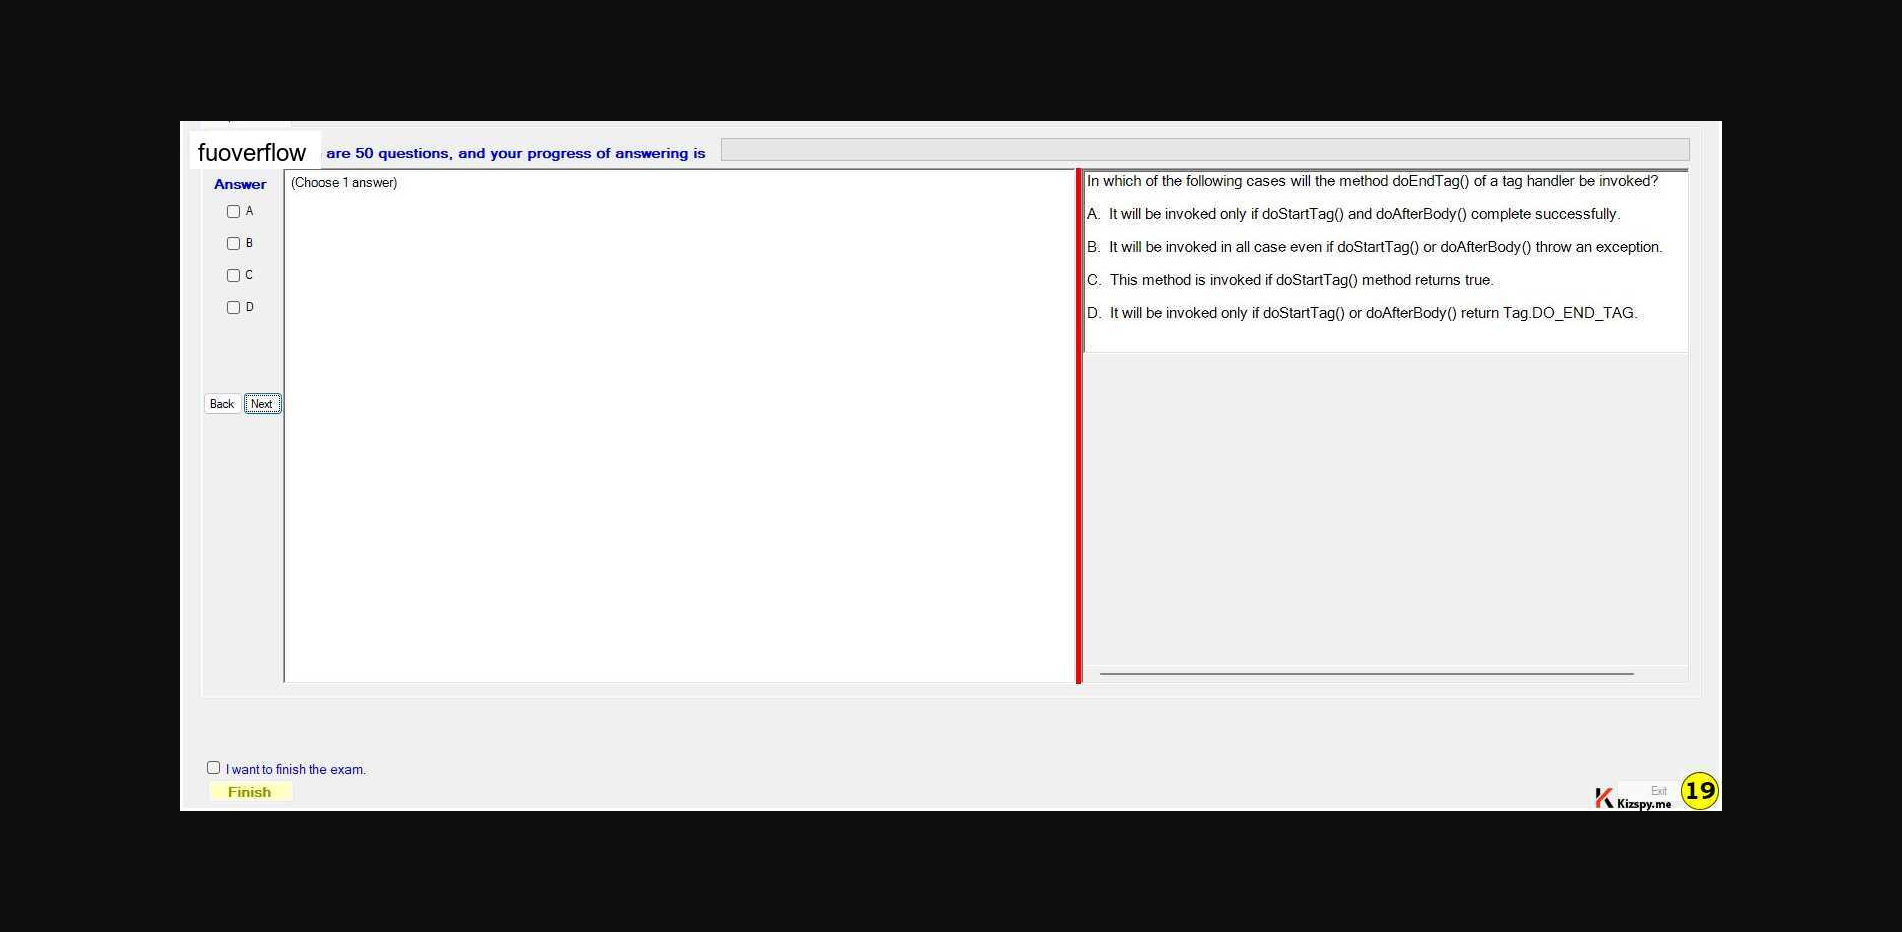 fuoverflow are 50 questions, and your progress of answering is
Answer
(Choose 1 answer)
A
B
C
D
Back Next
In which of the following cases will the method doEndTag() of a tag handler be invoked?
A. It will be invoked only if doStartTag() and doAfterBody() complete successfully.
B. It will be invoked in all case even if doStartTag() or doAfterBody() throw an exception.
C. This method is invoked if doStartTag() method returns true.
D. It will be invoked only if doStartTag() or doAfterBody() return Tag.DO_END_TAG.
I want to finish the exam.
Finish
Exit
Kizspy.me
19